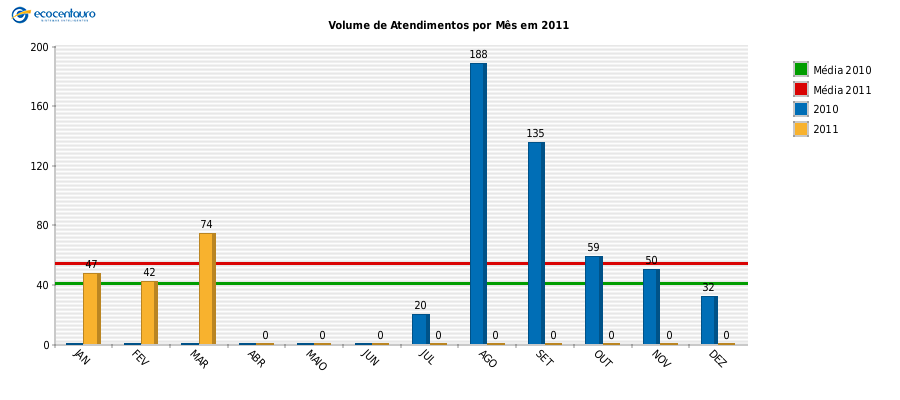 ecocentauro
Volume de Atendimentos por Mês em 2011
200
160
120
80
40
0
47
42
74
0
0
0
20
0
188
0
135
0
59
0
50
0
32
0
JAN
FEV
MAR
ABR
MAIO
JUN
JUL
AGO
SET
OUT
NOV
DEZ
Média 2010
Média 2011
2010
2011